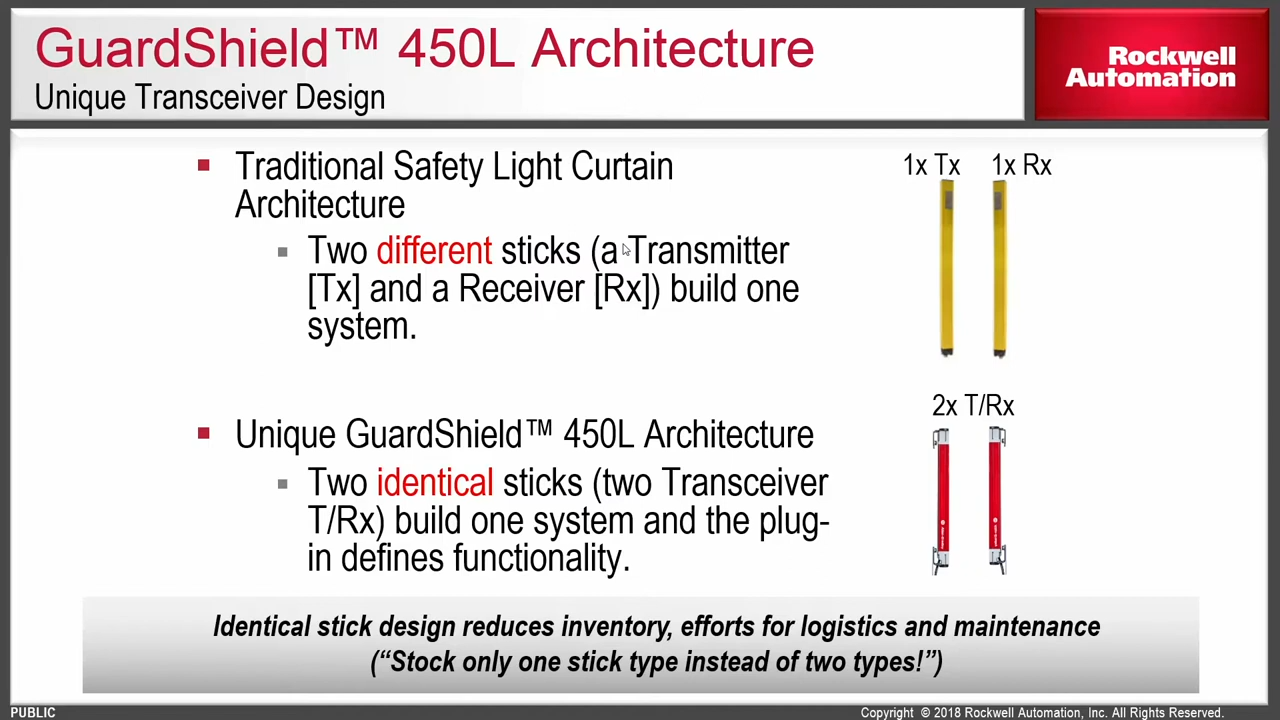 GuardShield™ 450L Architecture
Unique Transceiver Design
Rockwell
Automation
Traditional Safety Light Curtain
Architecture
Two different sticks (a Transmitter
[Tx] and a Receiver [Rx]) build one
system.
1x Tx
1x Rx
Unique GuardShield™ 450L Architecture
Two identical sticks (two Transceiver
T/Rx) build one system and the plug-
in defines functionality.
2x T/Rx
Identical stick design reduces inventory, efforts for logistics and maintenance
(“Stock only one stick type instead of two types!”)
PUBLIC
Copyright © 2018 Rockwell Automation, Inc. All Rights Reserved.